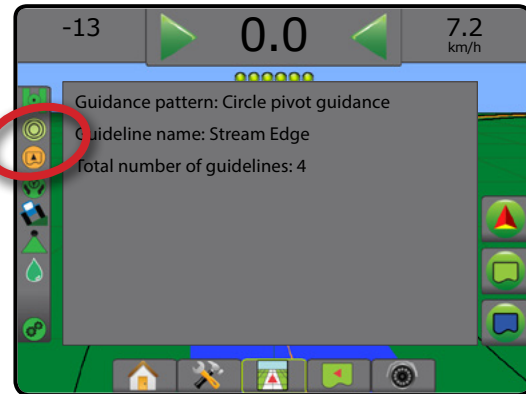 -13
0.0
7.2
km/h
Guidance pattern: Circle pivot guidance
Guideline name: Stream Edge
Total number of guidelines: 4